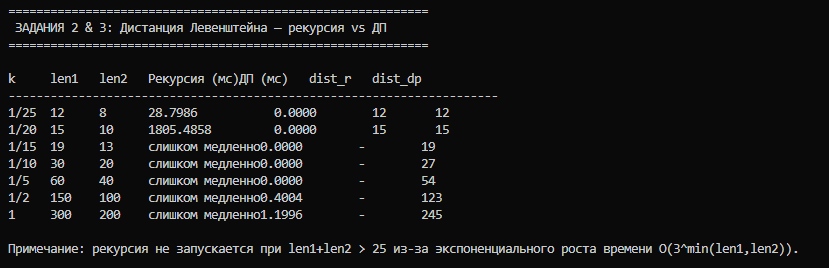 ============================================================
ЗАДАНИЯ 2 & 3: Дистанция Левенштейна — рекурсия vs ДП
============================================================
k     len1   len2   Рекурсия (мс)ДП (мс)   dist_r   dist_dp
----------------------------------------------------------------------
1/25  12     8      28.7986           0.0000        12       12
1/20  15     10     1805.4858         0.0000        15       15
1/15  19     13     слишком медленно0.0000        -        19
1/10  30     20     слишком медленно0.0000        -        27
1/5   60     40     слишком медленно0.0000        -        54
1/2   150    100    слишком медленно0.4004        -        123
1     300    200    слишком медленно1.1996        -        245
Примечание: рекурсия не запускается при len1+len2 > 25 из-за экспоненциального роста времени O(3^min(len1,len2)).